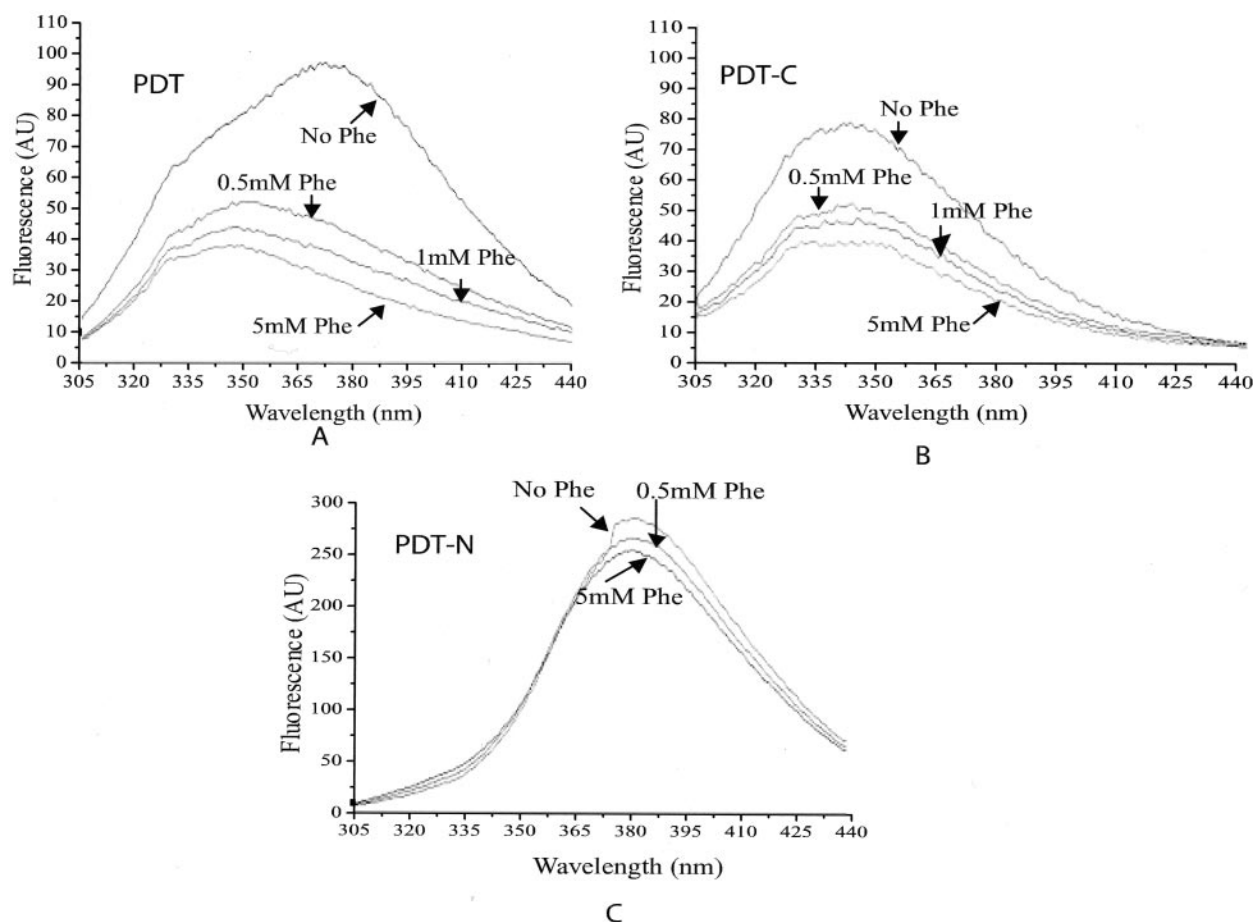 PDT
Fluorescence (AU)
110
100
90
80
70
60
50
40
30
20
10
0
No Phe
0.5mM Phe
1mM Phe
5mM Phe
305 320 335 350 365 380 395 410 425 440
Wavelength (nm)
A
PDT-C
Fluorescence (AU)
100
90
80
70
60
50
40
30
20
10
0
No Phe
0.5mM Phe
1mM Phe
5mM Phe
305 320 335 350 365 380 395 410 425 440
Wavelength (nm)
B
PDT-N
Fluorescence (AU)
300
250
200
150
100
50
0
No Phe 0.5mM Phe
5mM Phe
305 320 335 350 365 380 395 410 425 440
Wavelength (nm)
C